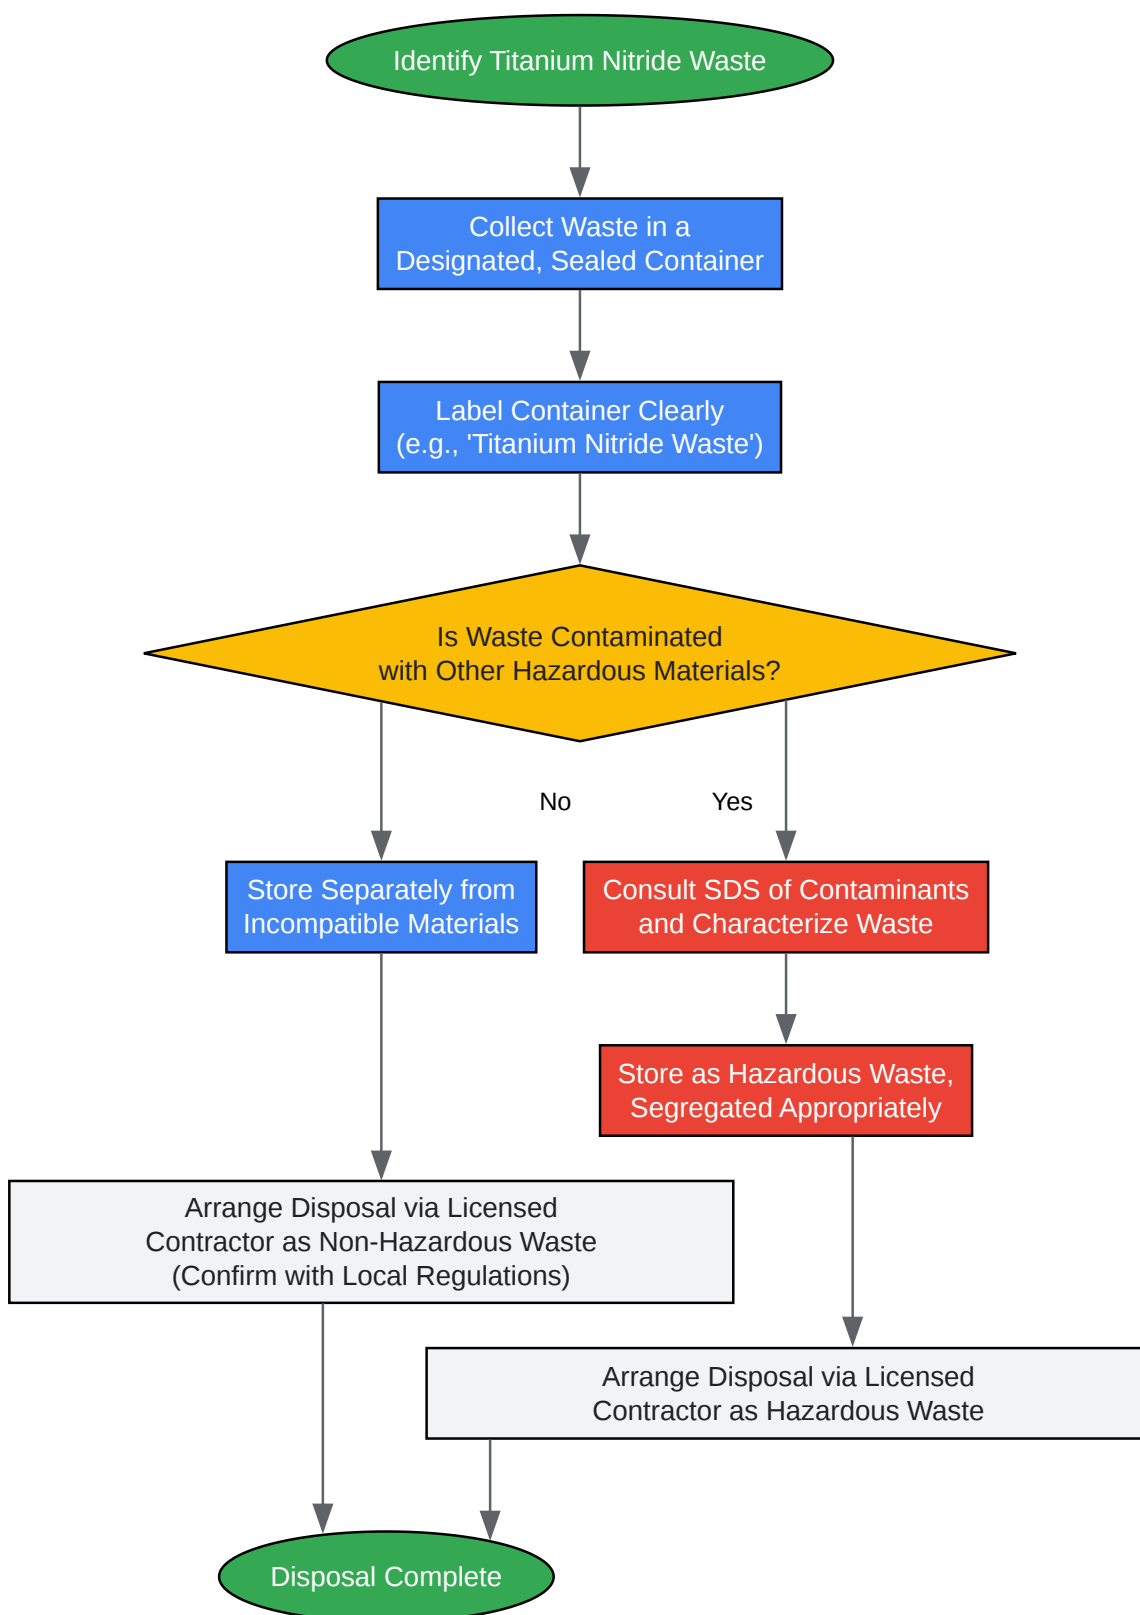 Identify Titanium Nitride Waste
Collect Waste in a
Designated, Sealed Container
Label Container Clearly
(e.g., 'Titanium Nitride Waste')
Is Waste Contaminated
with Other Hazardous Materials?
No
Yes
Store Separately from
Incompatible Materials
Consult SDS of Contaminants
and Characterize Waste
Store as Hazardous Waste,
Segregated Appropriately
Arrange Disposal via Licensed
Contractor as Non-Hazardous Waste
(Confirm with Local Regulations)
Arrange Disposal via Licensed
Contractor as Hazardous Waste
Disposal Complete